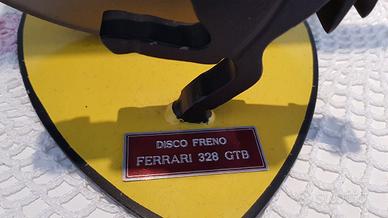 DISCO FRENO
FERRARI 328 GTB